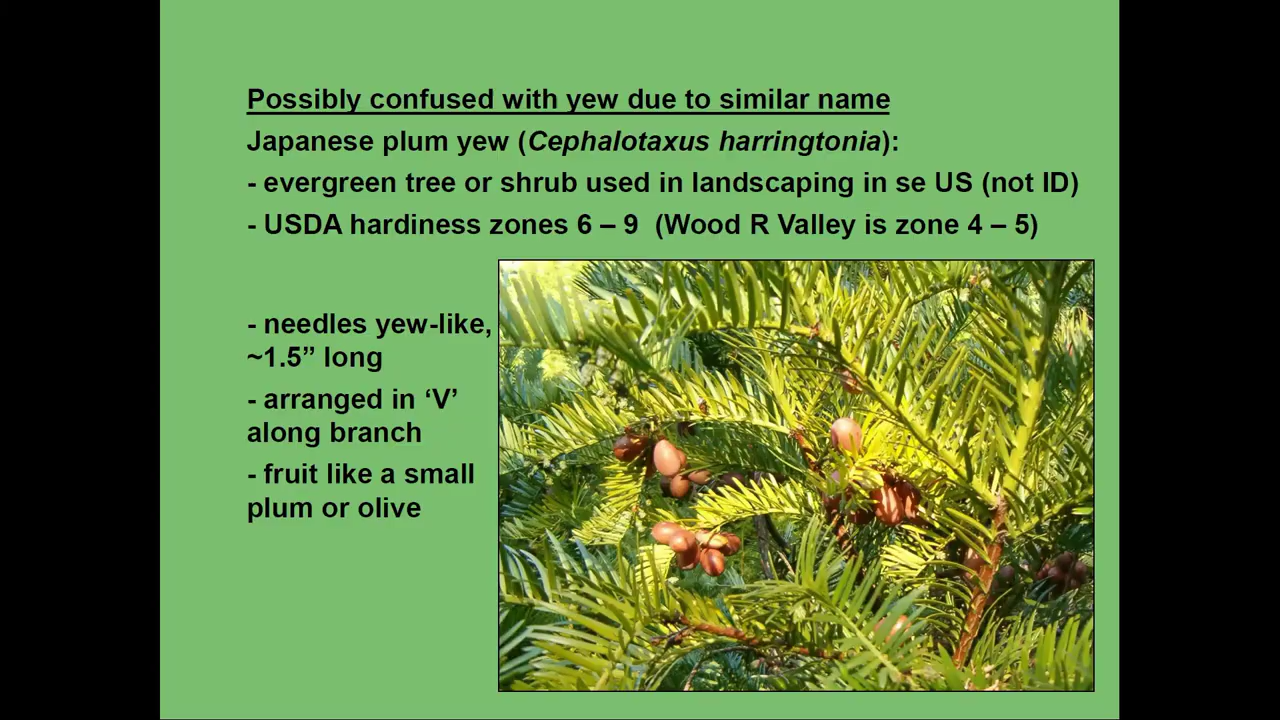 Possibly confused with yew due to similar name
Japanese plum yew (Cephalotaxus harringtonia):
- evergreen tree or shrub used in landscaping in se US (not ID)
- USDA hardiness zones 6 – 9  (Wood R Valley is zone 4 – 5)
- needles yew-like,
~1.5” long
- arranged in ‘V’
along branch
- fruit like a small
plum or olive